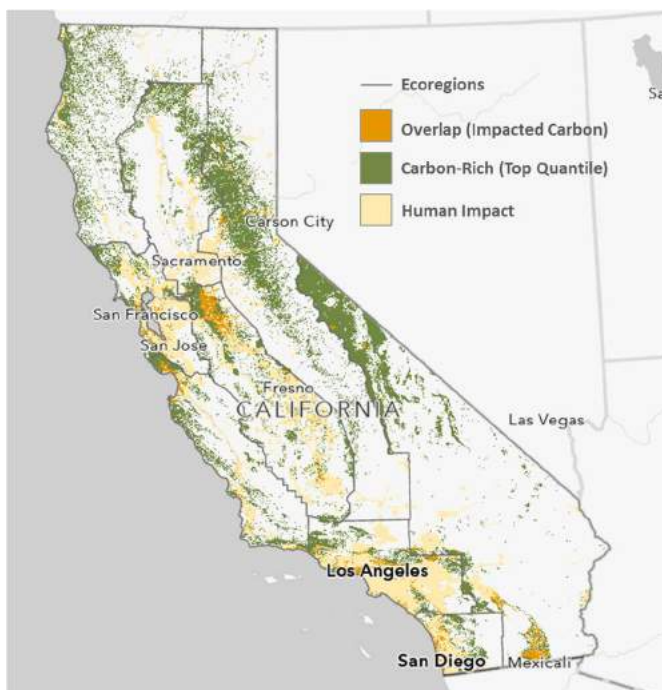 Sa
Ecoregions
Overlap (Impacted Carbon)
Carbon-Rich (Top Quantile)
Human Impact
Carson City
Sacramento
San Francisco
San Jose
Fresno
CALIFORNIA
Las Vegas
Los Angeles
San Diego
Mexicali